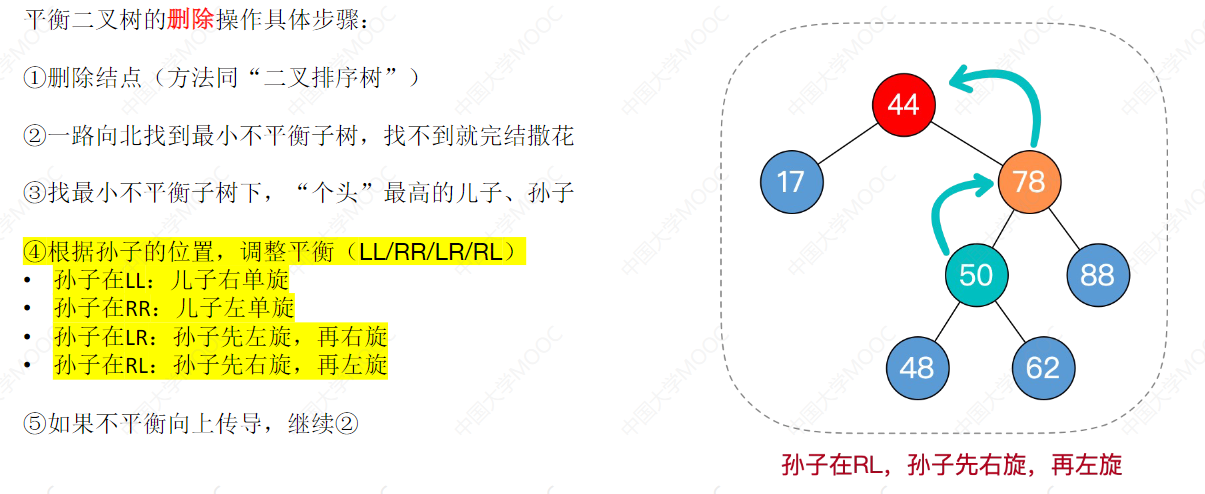 平衡二叉树的删除操作具体步骤：
①删除结点（方法同“二叉排序树”）
②一路向北找到最小不平衡子树，找不到就完结撒花
③找最小不平衡子树下，“个头”最高的儿子、孙子
④根据孙子的位置，调整平衡（LL/RR/LR/RL）
• 孙子在LL：儿子右单旋
• 孙子在RR：儿子左单旋
• 孙子在LR：孙子先左旋，再右旋
• 孙子在RL：孙子先右旋，再左旋
⑤如果不平衡向上传导，继续②
44
17 78
50 88
48 62
孙子在RL，孙子先右旋，再左旋
中国大学MOOC